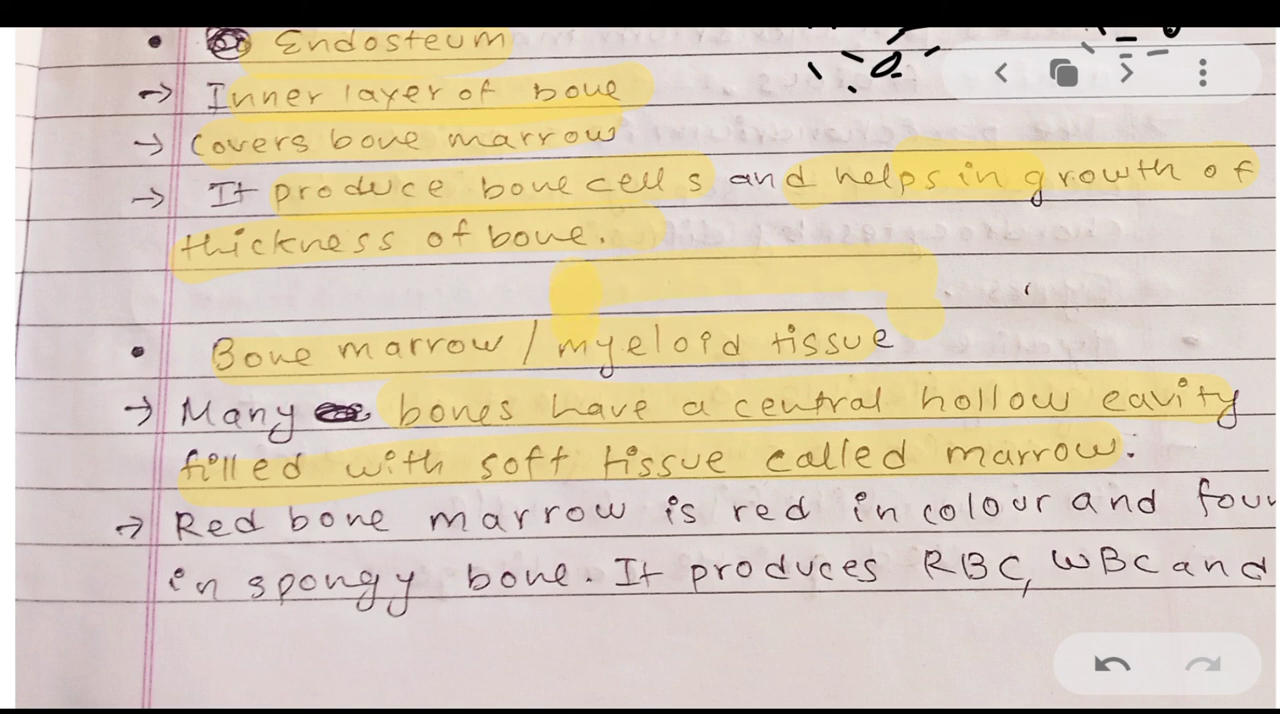 • Endosteum
→ Inner layer of bone
→ Covers bone marrow
→ It produce bone cells and helps in growth of
thickness of bone.
• Bone marrow / myeloid tissue
→ Many bones have a central hollow cavity
filled with soft tissue called marrow.
→ Red bone marrow is red in colour and foun
in spongy bone. It produces RBC, WBC and